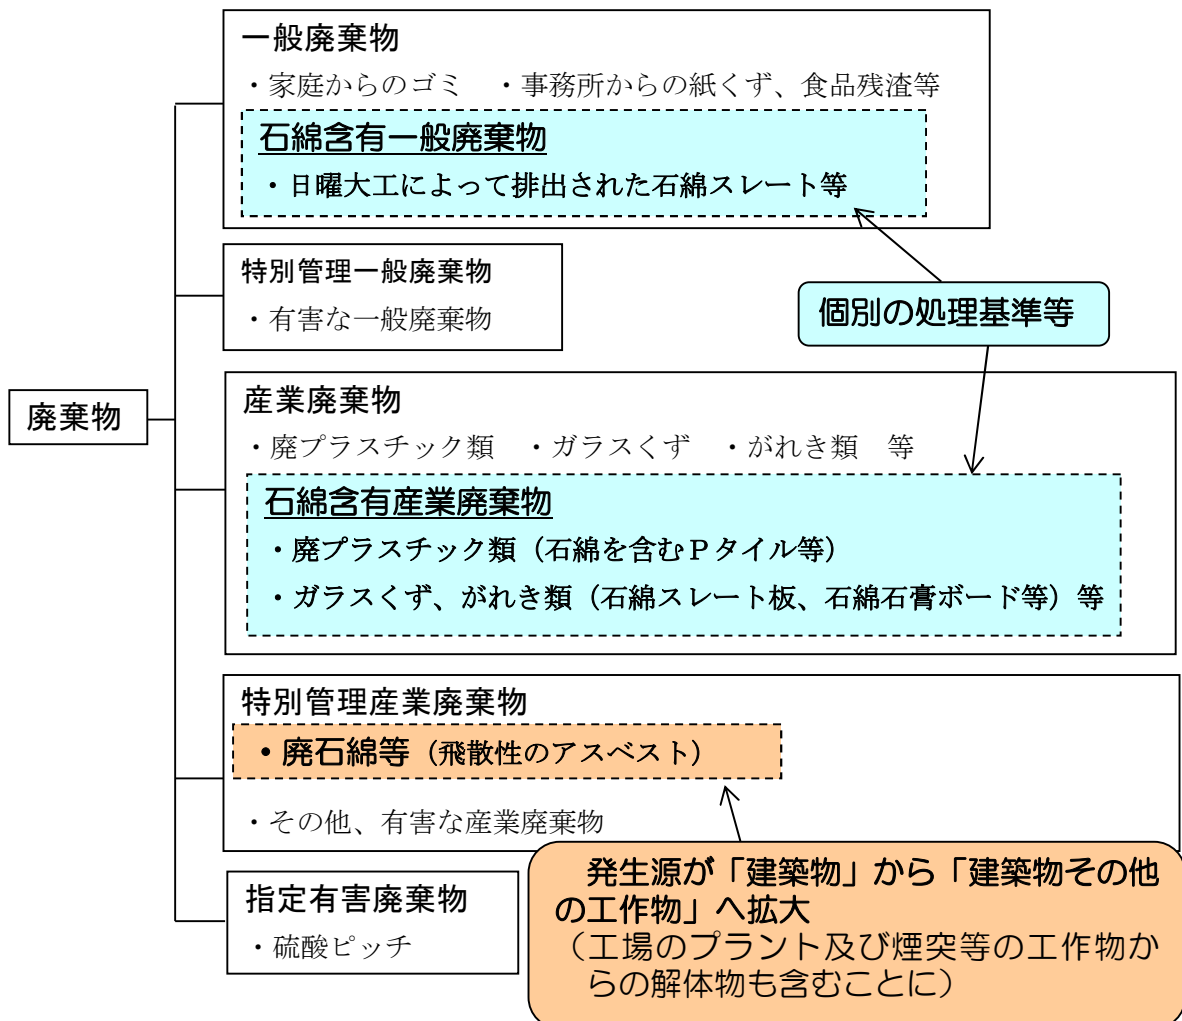 一般廃棄物
・家庭からのゴミ　・事務所からの紙くず、食品残渣等
石綿含有一般廃棄物
・日曜大工によって排出された石綿スレート等
特別管理一般廃棄物
・有害な一般廃棄物
個別の処理基準等
廃棄物
産業廃棄物
・廃プラスチック類　・ガラスくず　・がれき類　等
石綿含有産業廃棄物
・廃プラスチック類（石綿を含むＰタイル等）
・ガラスくず、がれき類（石綿スレート板、石綿石膏ボード等）等
特別管理産業廃棄物
・廃石綿等（飛散性のアスベスト）
・その他、有害な産業廃棄物
発生源が「建築物」から「建築物その他
の工作物」へ拡大
（工場のプラント及び煙突等の工作物か
らの解体物も含むことに）
指定有害廃棄物
・硫酸ピッチ